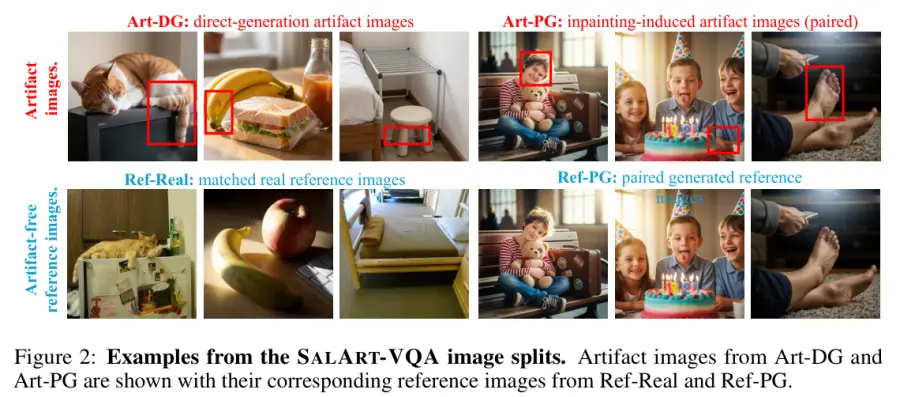 Art-DG: direct-generation artifact images
Art-PG: inpainting-induced artifact images (paired)
Artifact
images.
Ref-Real: matched real reference images
Ref-PG: paired generated reference
images
Artifact-free
reference images.
Figure 2: Examples from the SALART-VQA image splits. Artifact images from Art-DG and
Art-PG are shown with their corresponding reference images from Ref-Real and Ref-PG.